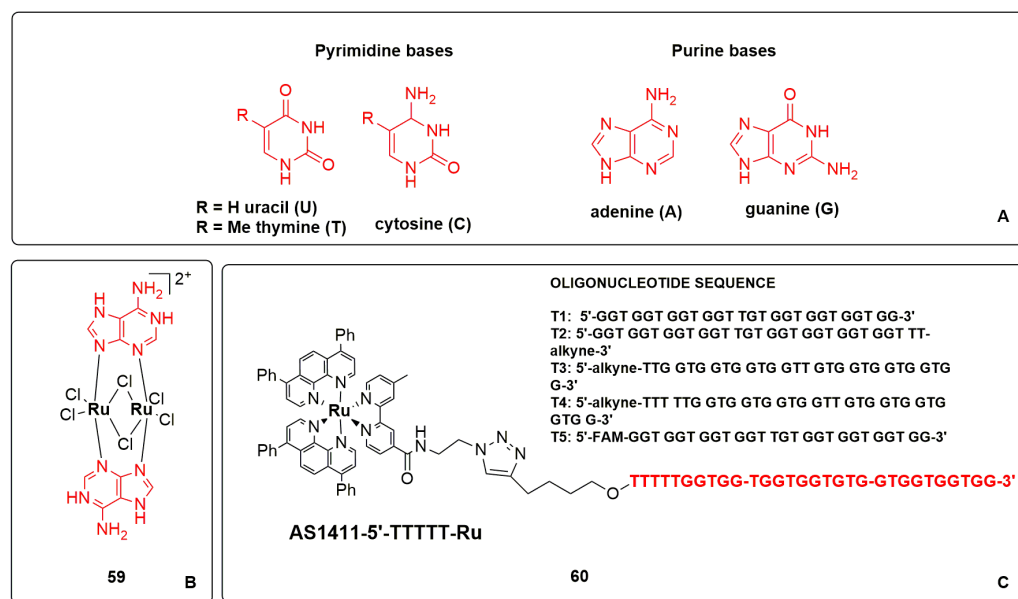 Pyrimidine bases
Purine bases
O
R
NH
N
H
O
NH2
R
NH
N
H
O
NH2
N
N
N
H
N
O
N
NH
N
H
N
NH2
R = H uracil (U)
R = Me thymine (T)
cytosine (C)
adenine (A)
guanine (G)
A
2+
H
N
NH2
NH
N
N
Cl
Cl
Cl
Ru
Ru
Cl
Cl
Cl
N
N
HN
N
H
NH2
59
B
OLIGONUCLEOTIDE SEQUENCE
T1: 5'-GGT GGT GGT GGT TGT GGT GGT GGT GG-3'
T2: 5'-GGT GGT GGT GGT TGT GGT GGT GGT GGT TT-
alkyne-3'
T3: 5'-alkyne-TTG GTG GTG GTG GTT GTG GTG GTG GTG
G-3'
T4: 5'-alkyne-TTT TTG GTG GTG GTG GTT GTG GTG GTG
GTG G-3'
T5: 5'-FAM-GGT GGT GGT GGT TGT GGT GGT GGT GG-3'
Ph
Ph
N
N
Ru
N
N
N
N
Ph
Ph
H
N
O
N
N
N
O
TTTTTGGTGG-TGGTGGTGTG-GTGGTGGTGG-3'
AS1411-5'-TTTTT-Ru
60
C